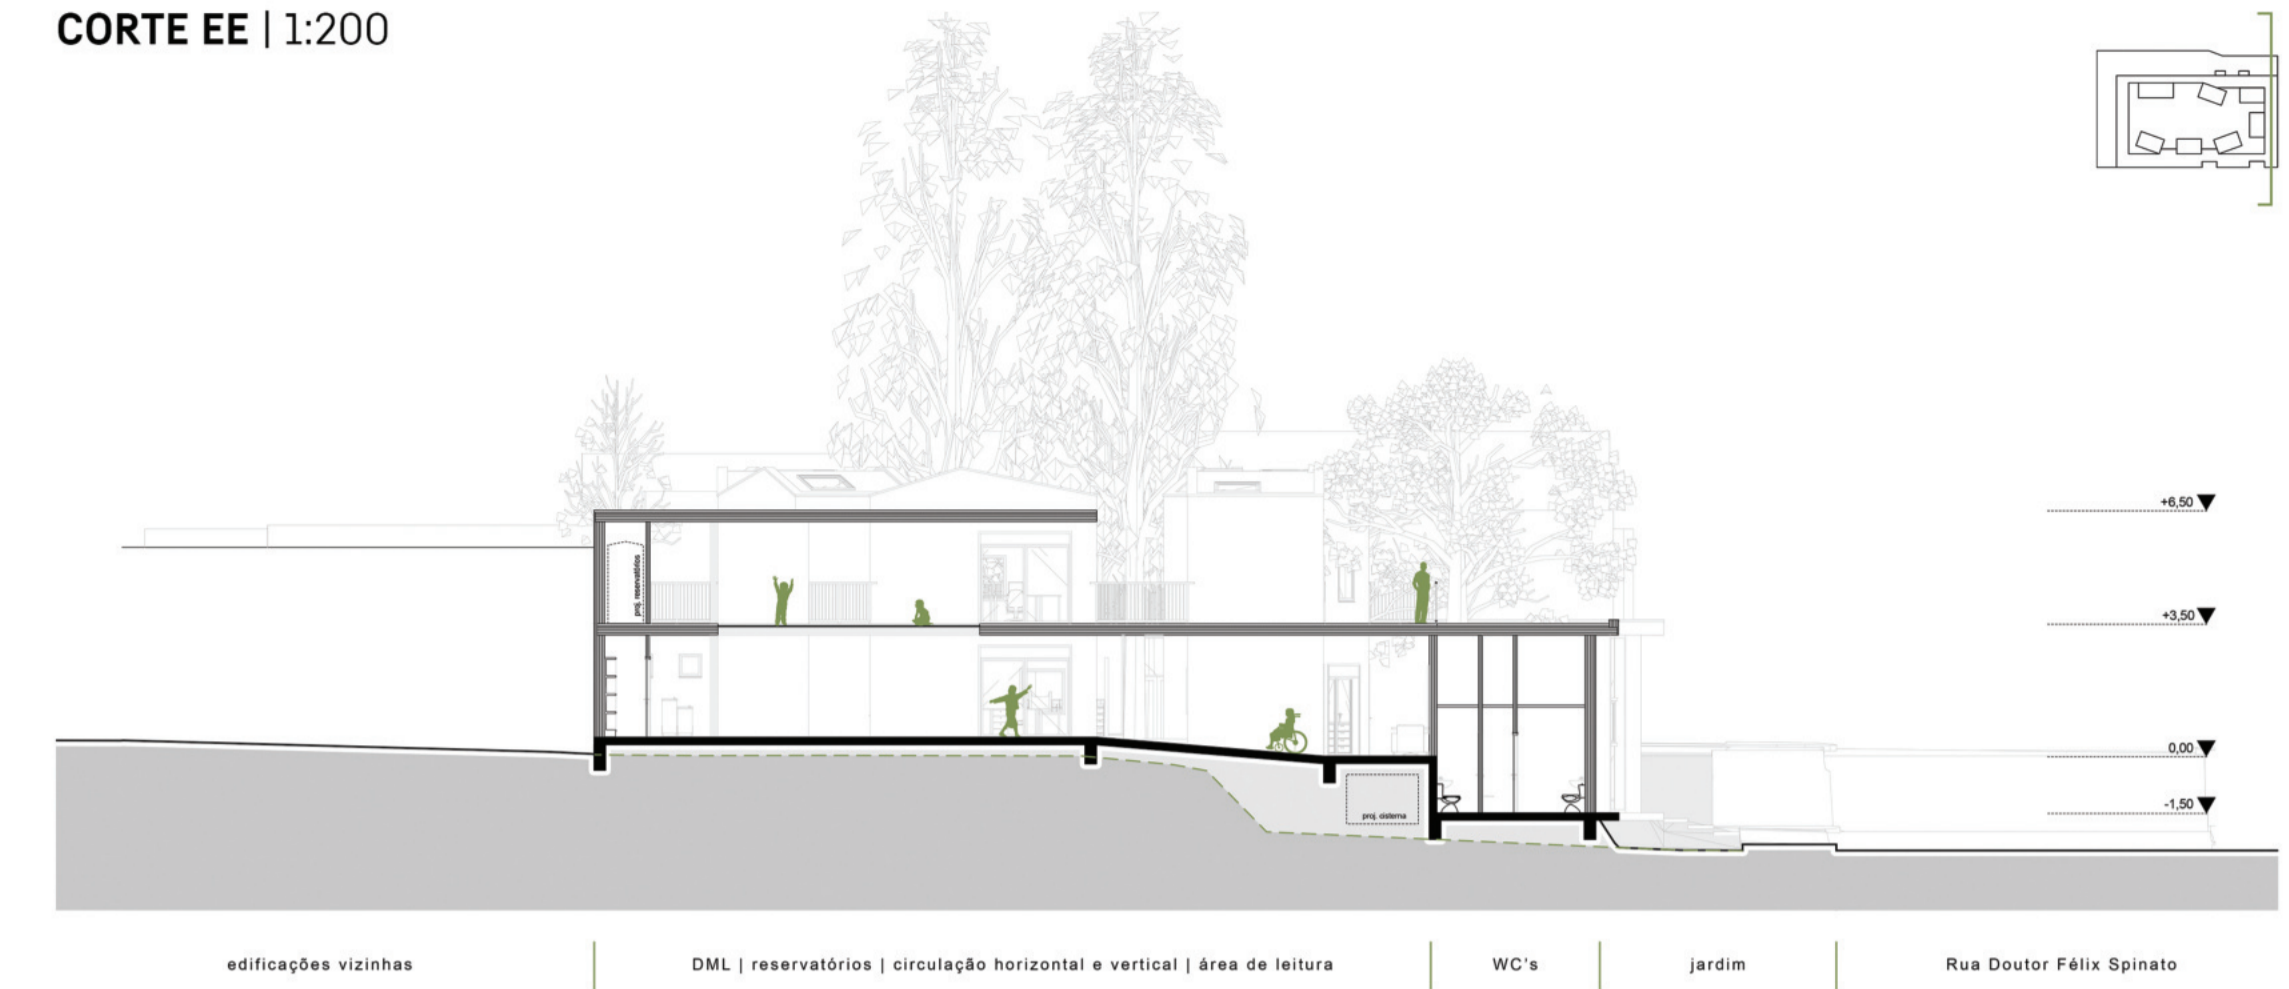 CORTE EE | 1:200
+6,50
proj. reservatórios
+3,50
0,00
-1,50
proj. cisterna
edificações vizinhas
DML | reservatórios | circulação horizontal e vertical | área de leitura
WC's
jardim
Rua Doutor Félix Spinato